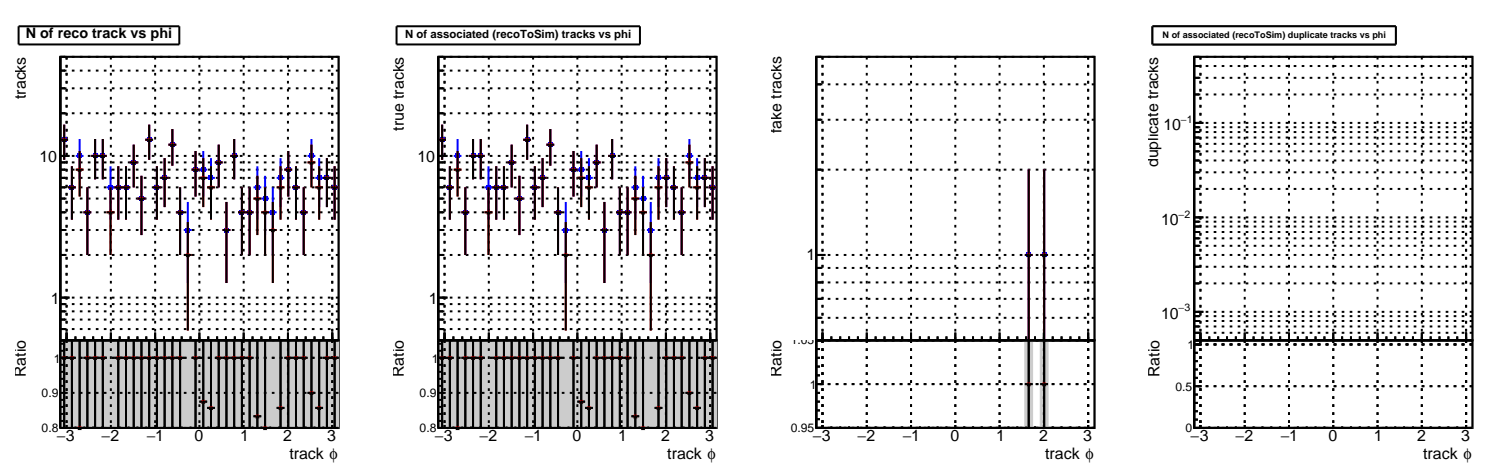 N of reco track vs phi
tracks
10
1
Ratio
1
0.9
0.8
−3 −2 −1 0 1 2 3
track ϕ
N of associated (recoToSim) tracks vs phi
true tracks
10
1
Ratio
1
0.9
0.8
−3 −2 −1 0 1 2 3
track ϕ
fake tracks
1
Ratio
1
0.95
−3 −2 −1 0 1 2 3
track ϕ
N of associated (recoToSim) duplicate tracks vs phi
duplicate tracks
10⁻¹
10⁻²
10⁻³
Ratio
1
0.5
0
−3 −2 −1 0 1 2 3
track ϕ